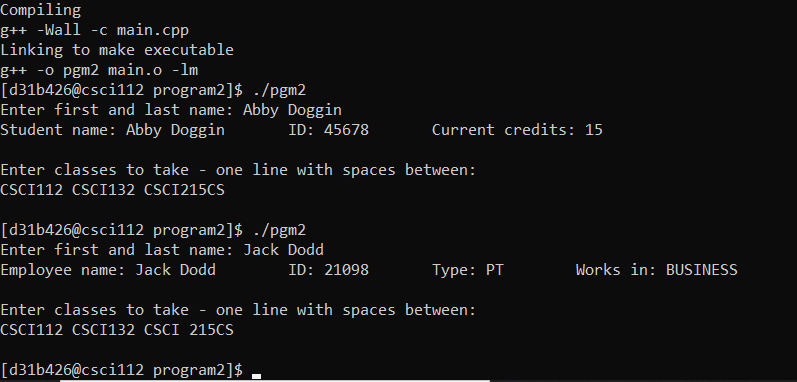 Compiling
g++ -Wall -c main.cpp
Linking to make executable
g++ -o pgm2 main.o -lm
[d31b426@csci112 program2]$ ./pgm2
Enter first and last name: Abby Doggin
Student name: Abby Doggin       ID: 45678       Current credits: 15
Enter classes to take - one line with spaces between:
CSCI112 CSCI132 CSCI215CS
[d31b426@csci112 program2]$ ./pgm2
Enter first and last name: Jack Dodd
Employee name: Jack Dodd        ID: 21098       Type: PT        Works in: BUSINESS
Enter classes to take - one line with spaces between:
CSCI112 CSCI132 CSCI 215CS
[d31b426@csci112 program2]$